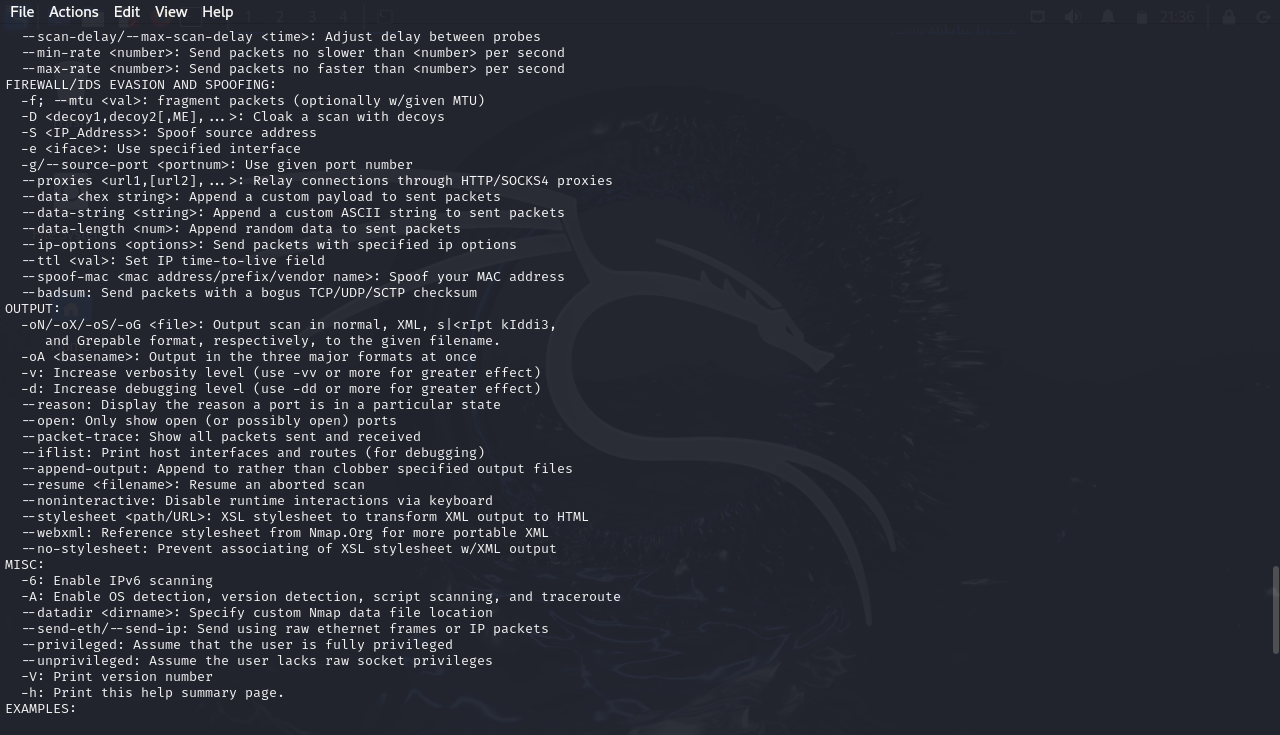 File Actions Edit View Help
1 2 3 4
21:36
--scan-delay/--max-scan-delay <time>: Adjust delay between probes
--min-rate <number>: Send packets no slower than <number> per second
--max-rate <number>: Send packets no faster than <number> per second
FIREWALL/IDS EVASION AND SPOOFING:
-f; --mtu <val>: fragment packets (optionally w/given MTU)
-D <decoy1,decoy2[,ME],...>: Cloak a scan with decoys
-S <IP_Address>: Spoof source address
-e <iface>: Use specified interface
-g/--source-port <portnum>: Use given port number
--proxies <url1,[url2],...>: Relay connections through HTTP/SOCKS4 proxies
--data <hex string>: Append a custom payload to sent packets
--data-string <string>: Append a custom ASCII string to sent packets
--data-length <num>: Append random data to sent packets
--ip-options <options>: Send packets with specified ip options
--ttl <val>: Set IP time-to-live field
--spoof-mac <mac address/prefix/vendor name>: Spoof your MAC address
--badsum: Send packets with a bogus TCP/UDP/SCTP checksum
OUTPUT:
-oN/-oX/-oS/-oG <file>: Output scan in normal, XML, s|<rIpt kIddi3,
and Grepable format, respectively, to the given filename.
-oA <basename>: Output in the three major formats at once
-v: Increase verbosity level (use -vv or more for greater effect)
-d: Increase debugging level (use -dd or more for greater effect)
--reason: Display the reason a port is in a particular state
--open: Only show open (or possibly open) ports
--packet-trace: Show all packets sent and received
--iflist: Print host interfaces and routes (for debugging)
--append-output: Append to rather than clobber specified output files
--resume <filename>: Resume an aborted scan
--noninteractive: Disable runtime interactions via keyboard
--stylesheet <path/URL>: XSL stylesheet to transform XML output to HTML
--webxml: Reference stylesheet from Nmap.Org for more portable XML
--no-stylesheet: Prevent associating of XSL stylesheet w/XML output
MISC:
-6: Enable IPv6 scanning
-A: Enable OS detection, version detection, script scanning, and traceroute
--datadir <dirname>: Specify custom Nmap data file location
--send-eth/--send-ip: Send using raw ethernet frames or IP packets
--privileged: Assume that the user is fully privileged
--unprivileged: Assume the user lacks raw socket privileges
-V: Print version number
-h: Print this help summary page.
EXAMPLES: